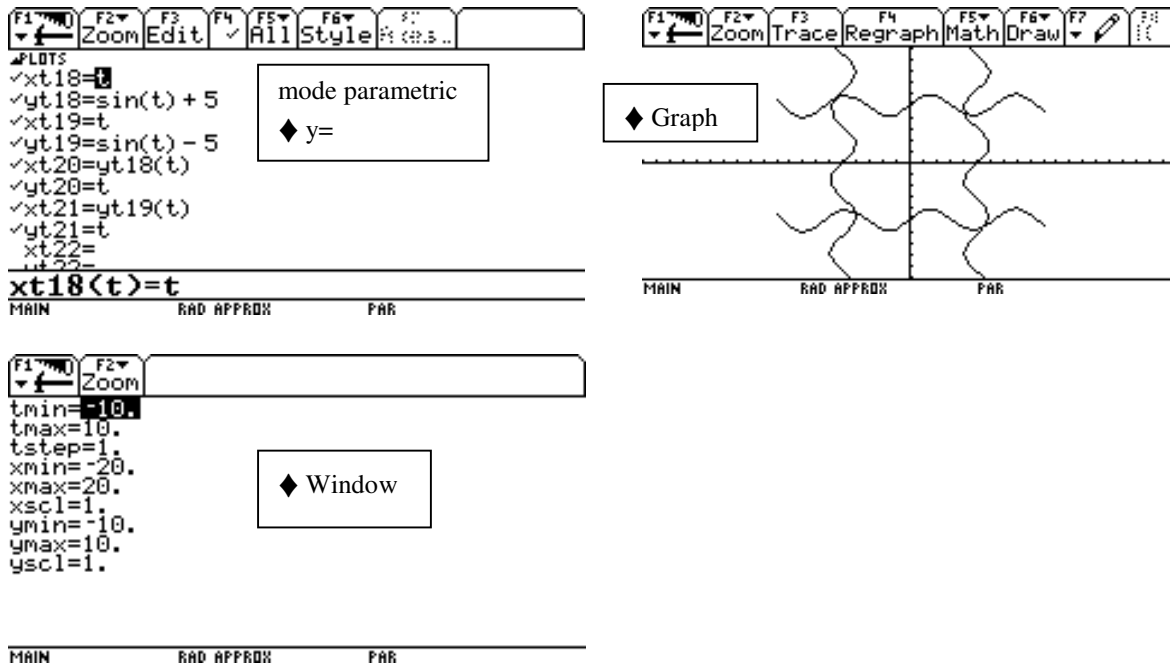 F1 F2 F3 F4 F5 F6
Zoom Edit ✓ All Style
PLOTS
✓xt18=t
✓yt18=sin(t) + 5
✓xt19=t
✓yt19=sin(t) - 5
✓xt20=yt18(t)
✓yt20=t
✓xt21=yt19(t)
✓yt21=t
xt22=
yt22=
xt18(t)=t
MAIN RAD APPROX PAR
mode parametric
♦ y=
F1 F2 F3 F4 F5 F6 F7
Zoom Trace Regraph Math Draw
♦ Graph
MAIN RAD APPROX PAR
F1 F2
Zoom
tmin=-10.
tmax=10.
tstep=1.
xmin=-20.
xmax=20.
xscl=1.
ymin=-10.
ymax=10.
yscl=1.
♦ Window
MAIN RAD APPROX PAR